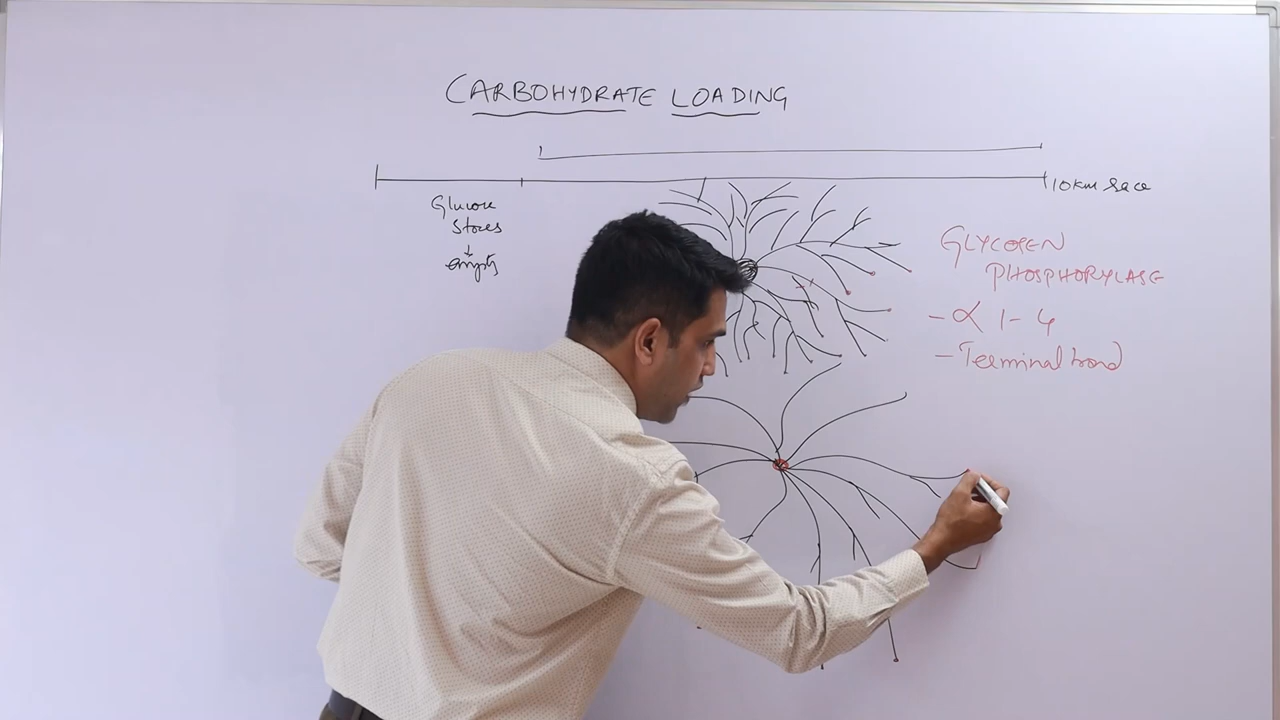 CARBOHYDRATE LOADING
10km race
Glucose
Stores
↓
empty
GLYCOGEN
PHOSPHORYLASE
- α 1-4
- Terminal bond